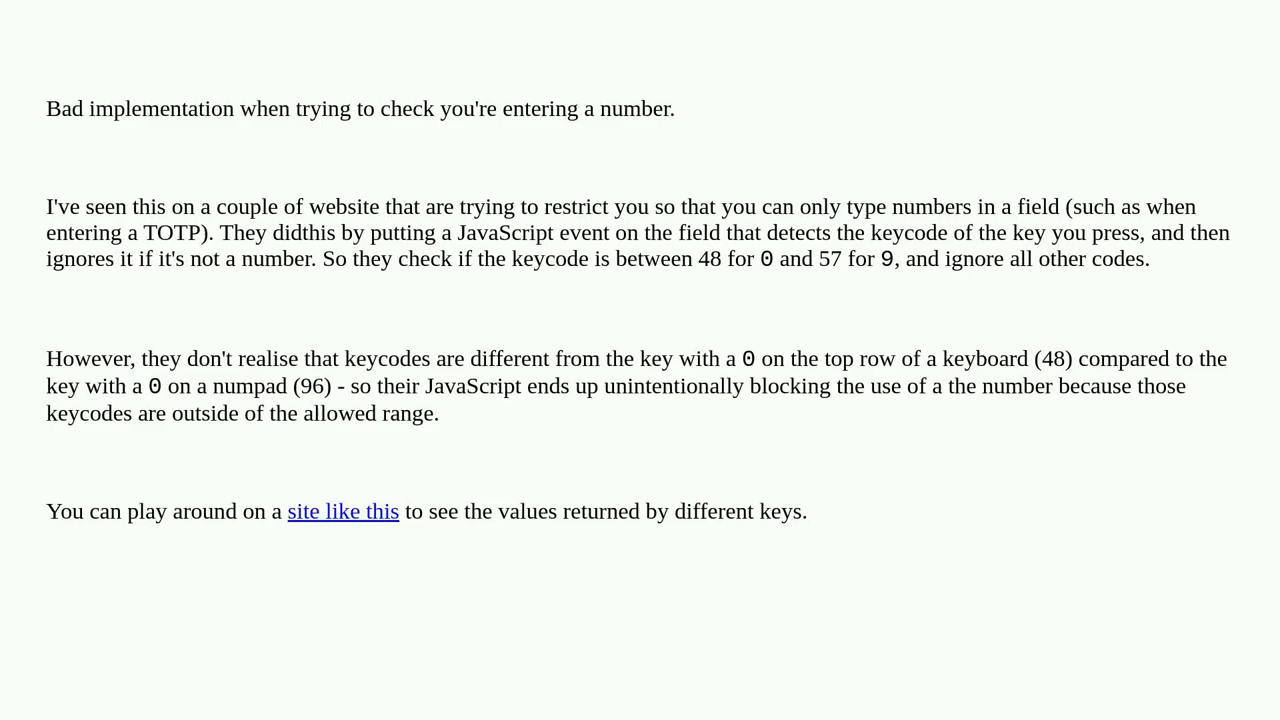 Bad implementation when trying to check you're entering a number.
I've seen this on a couple of website that are trying to restrict you so that you can only type numbers in a field (such as when
entering a TOTP). They didthis by putting a JavaScript event on the field that detects the keycode of the key you press, and then
ignores it if it's not a number. So they check if the keycode is between 48 for 0 and 57 for 9, and ignore all other codes.
However, they don't realise that keycodes are different from the key with a 0 on the top row of a keyboard (48) compared to the
key with a 0 on a numpad (96) - so their JavaScript ends up unintentionally blocking the use of a the number because those
keycodes are outside of the allowed range.
You can play around on a site like this to see the values returned by different keys.